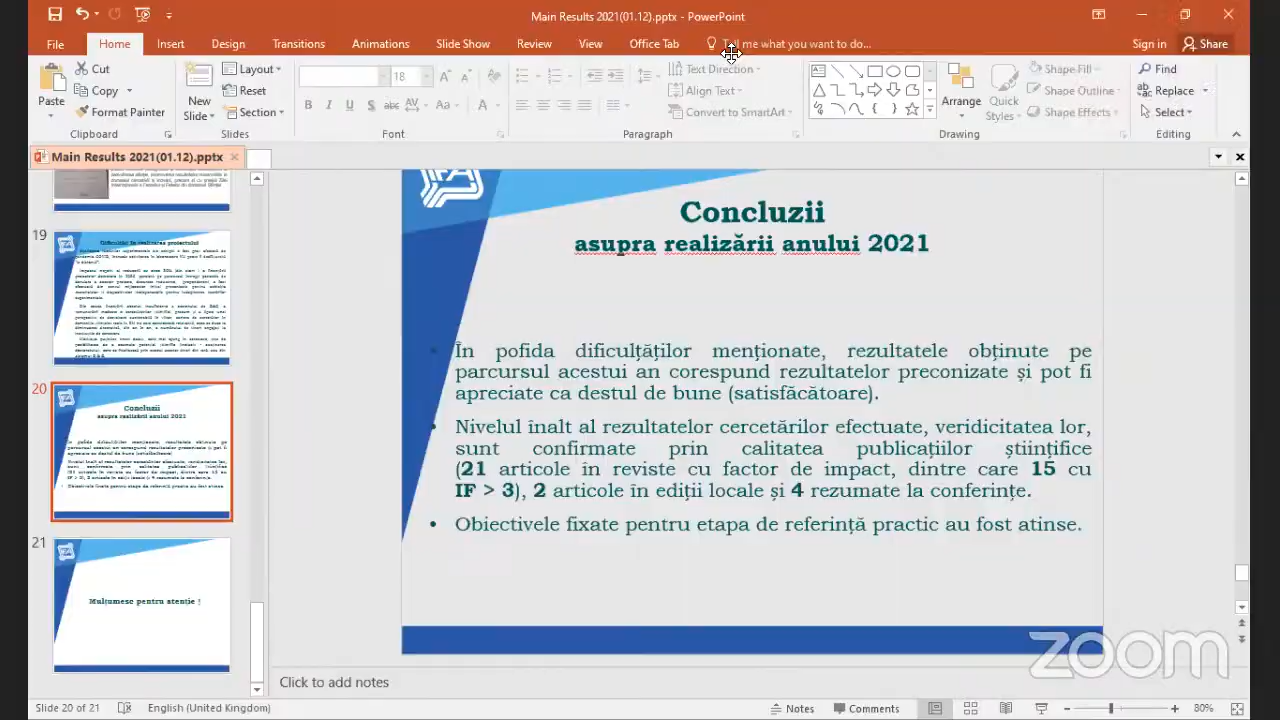 Main Results 2021(01.12).pptx - PowerPoint
File Home Insert Design Transitions Animations Slide Show Review View Office Tab Tell me what you want to do... Sign in Share
Paste Cut Copy Format Painter
Clipboard
New Slide Layout Reset Section
Slides
18
Font
Text Direction
Align Text
Convert to SmartArt
Paragraph
Arrange Quick Styles
Shape Fill
Shape Outline
Shape Effects
Drawing
Find
Replace
Select
Editing
Main Results 2021(01.12).pptx
19
Dificultăți în realizarea proiectului
20
Concluzii
asupra realizării anului 2021
21
Mulțumesc pentru atenție !
Concluzii
asupra realizării anului 2021
În pofida dificulțăților menționate, rezultatele obținute pe
parcursul acestui an corespund rezultatelor preconizate și pot fi
apreciate ca destul de bune (satisfăcătoare).
• Nivelul înalt al rezultatelor cercetărilor efectuate, veridicitatea lor,
sunt confirmate prin calitatea publicațiilor științifice
(21 articole în reviste cu factor de impact, dintre care 15 cu
IF > 3), 2 articole în ediții locale și 4 rezumate la conferințe.
• Obiectivele fixate pentru etapa de referință practic au fost atinse.
zoom
Click to add notes
Slide 20 of 21 English (United Kingdom) Notes Comments 80%